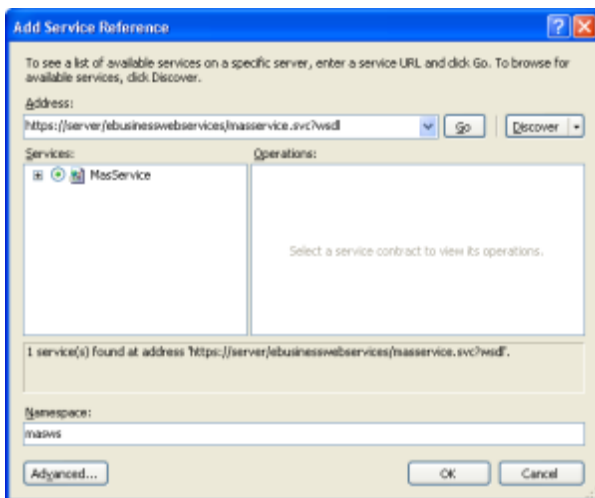 Add Service Reference
To see a list of available services on a specific server, enter a service URL and click Go. To browse for
available services, click Discover.
Address:
https://server/ebusinesswebservices/masservice.svc?wsdl
Go
Discover
Services:
Operations:
MasService
Select a service contract to view its operations.
1 service(s) found at address 'https://server/ebusinesswebservices/masservice.svc?wsdl'.
Namespace:
masws
Advanced...
OK
Cancel